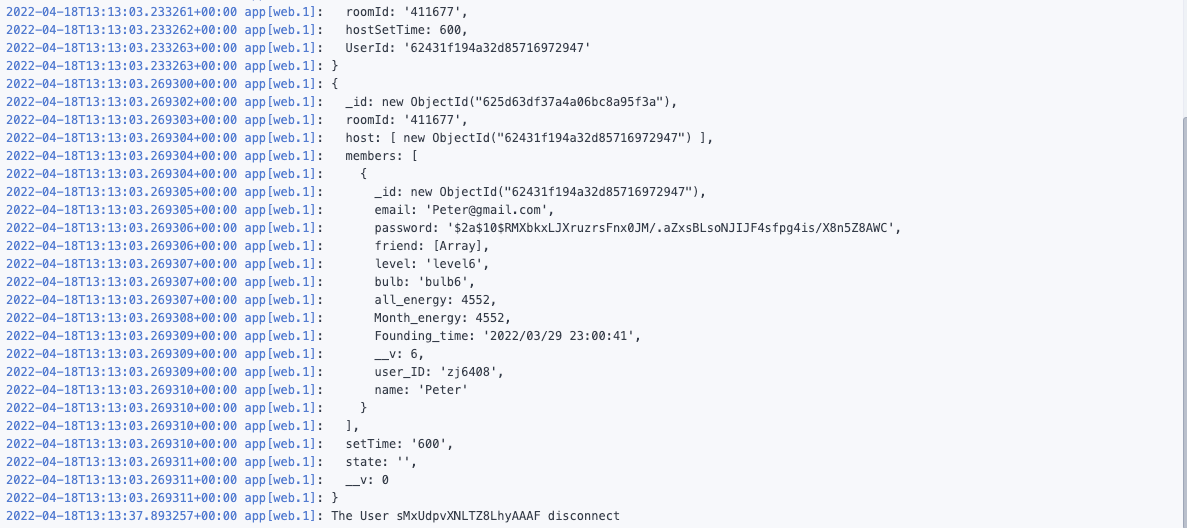 2022-04-18T13:13:03.233261+00:00 app[web.1]:   roomId: '411677',
2022-04-18T13:13:03.233262+00:00 app[web.1]:   hostSetTime: 600,
2022-04-18T13:13:03.233263+00:00 app[web.1]:   UserId: '62431f194a32d85716972947'
2022-04-18T13:13:03.233263+00:00 app[web.1]: }
2022-04-18T13:13:03.269300+00:00 app[web.1]: {
2022-04-18T13:13:03.269302+00:00 app[web.1]:   _id: new ObjectId("625d63df37a4a06bc8a95f3a"),
2022-04-18T13:13:03.269303+00:00 app[web.1]:   roomId: '411677',
2022-04-18T13:13:03.269304+00:00 app[web.1]:   host: [ new ObjectId("62431f194a32d85716972947") ],
2022-04-18T13:13:03.269304+00:00 app[web.1]:   members: [
2022-04-18T13:13:03.269304+00:00 app[web.1]:     {
2022-04-18T13:13:03.269305+00:00 app[web.1]:       _id: new ObjectId("62431f194a32d85716972947"),
2022-04-18T13:13:03.269305+00:00 app[web.1]:       email: 'Peter@gmail.com',
2022-04-18T13:13:03.269306+00:00 app[web.1]:       password: '$2a$10$RMXbkxLJXruzrsFnx0JM/.aZxsBLsoNJIJF4sfpg4is/X8n5Z8AWC',
2022-04-18T13:13:03.269306+00:00 app[web.1]:       friend: [Array],
2022-04-18T13:13:03.269307+00:00 app[web.1]:       level: 'level6',
2022-04-18T13:13:03.269307+00:00 app[web.1]:       bulb: 'bulb6',
2022-04-18T13:13:03.269307+00:00 app[web.1]:       all_energy: 4552,
2022-04-18T13:13:03.269308+00:00 app[web.1]:       Month_energy: 4552,
2022-04-18T13:13:03.269309+00:00 app[web.1]:       Founding_time: '2022/03/29 23:00:41',
2022-04-18T13:13:03.269309+00:00 app[web.1]:       __v: 6,
2022-04-18T13:13:03.269309+00:00 app[web.1]:       user_ID: 'zj6408',
2022-04-18T13:13:03.269310+00:00 app[web.1]:       name: 'Peter'
2022-04-18T13:13:03.269310+00:00 app[web.1]:     }
2022-04-18T13:13:03.269310+00:00 app[web.1]:   ],
2022-04-18T13:13:03.269310+00:00 app[web.1]:   setTime: '600',
2022-04-18T13:13:03.269311+00:00 app[web.1]:   state: '',
2022-04-18T13:13:03.269311+00:00 app[web.1]:   __v: 0
2022-04-18T13:13:03.269311+00:00 app[web.1]: }
2022-04-18T13:13:37.893257+00:00 app[web.1]: The User sMxUdpvXNLTZ8LhyAAAF disconnect